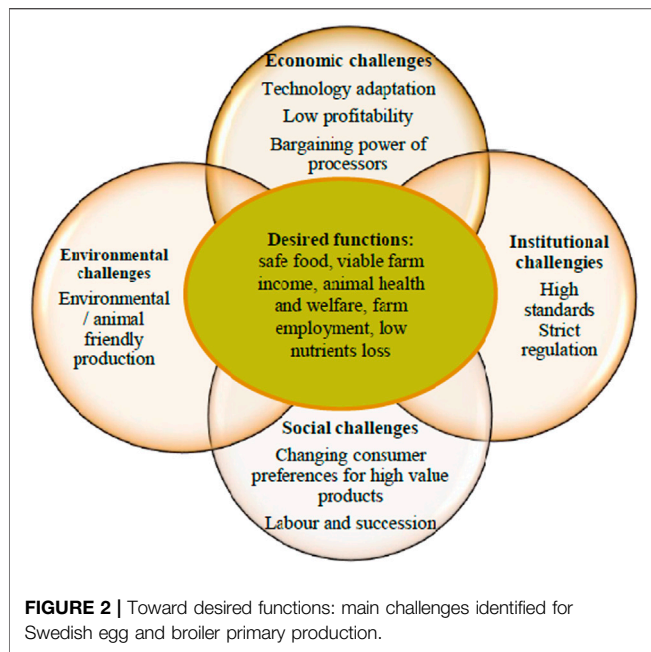 Economic challenges
Technology adaptation
Low profitability
Bargaining power of
processors
Environmental
challenges
Environmental
/ animal
friendly
production
Desired functions:
safe food, viable farm
income, animal health
and welfare, farm
employment, low
nutrients loss
Institutional
challengies
High
standards
Strict
regulation
Social challenges
Changing consumer
preferences for high value
products
Labour and succession
FIGURE 2 | Toward desired functions: main challenges identified for
Swedish egg and broiler primary production.